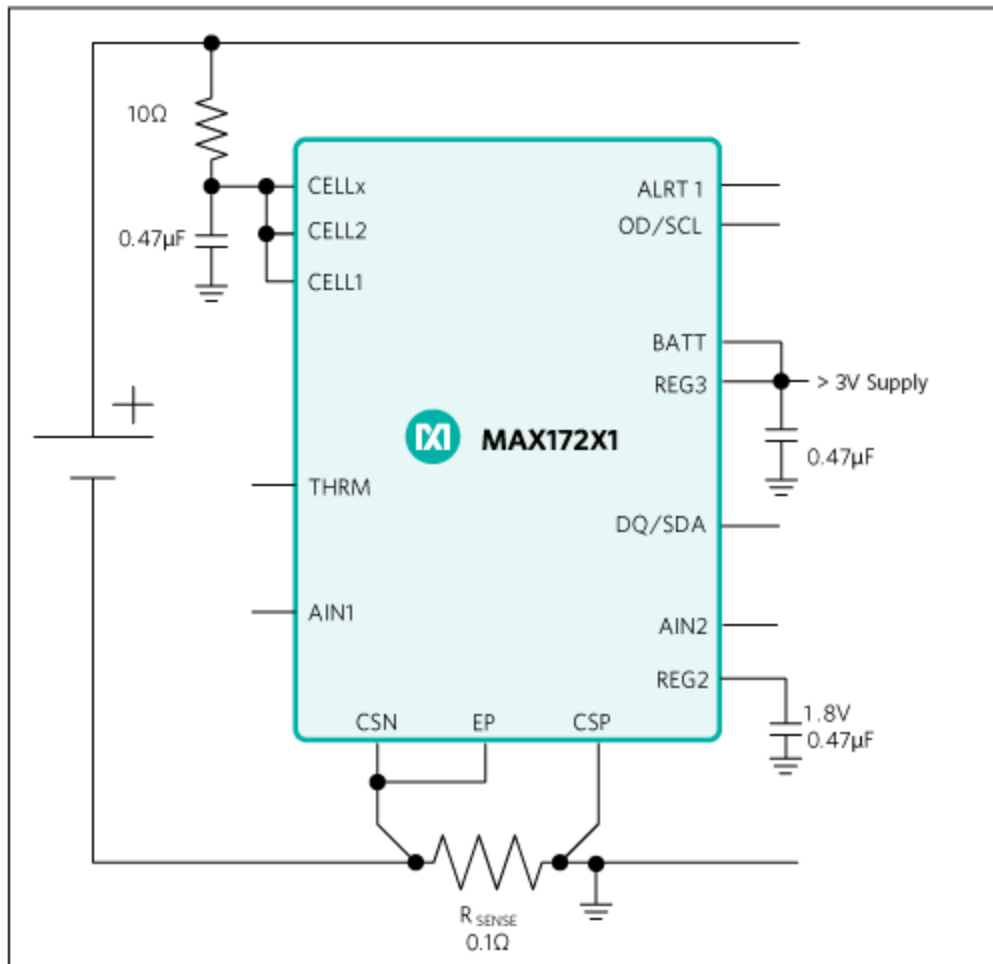 10Ω
0.47µF
CELLx
CELL2
CELL1
THRM
AIN1
MAX172X1
ALRT 1
OD/SCL
BATT
REG3
> 3V Supply
0.47µF
DQ/SDA
AIN2
REG2
1.8V
0.47µF
CSN EP CSP
R SENSE
0.1Ω